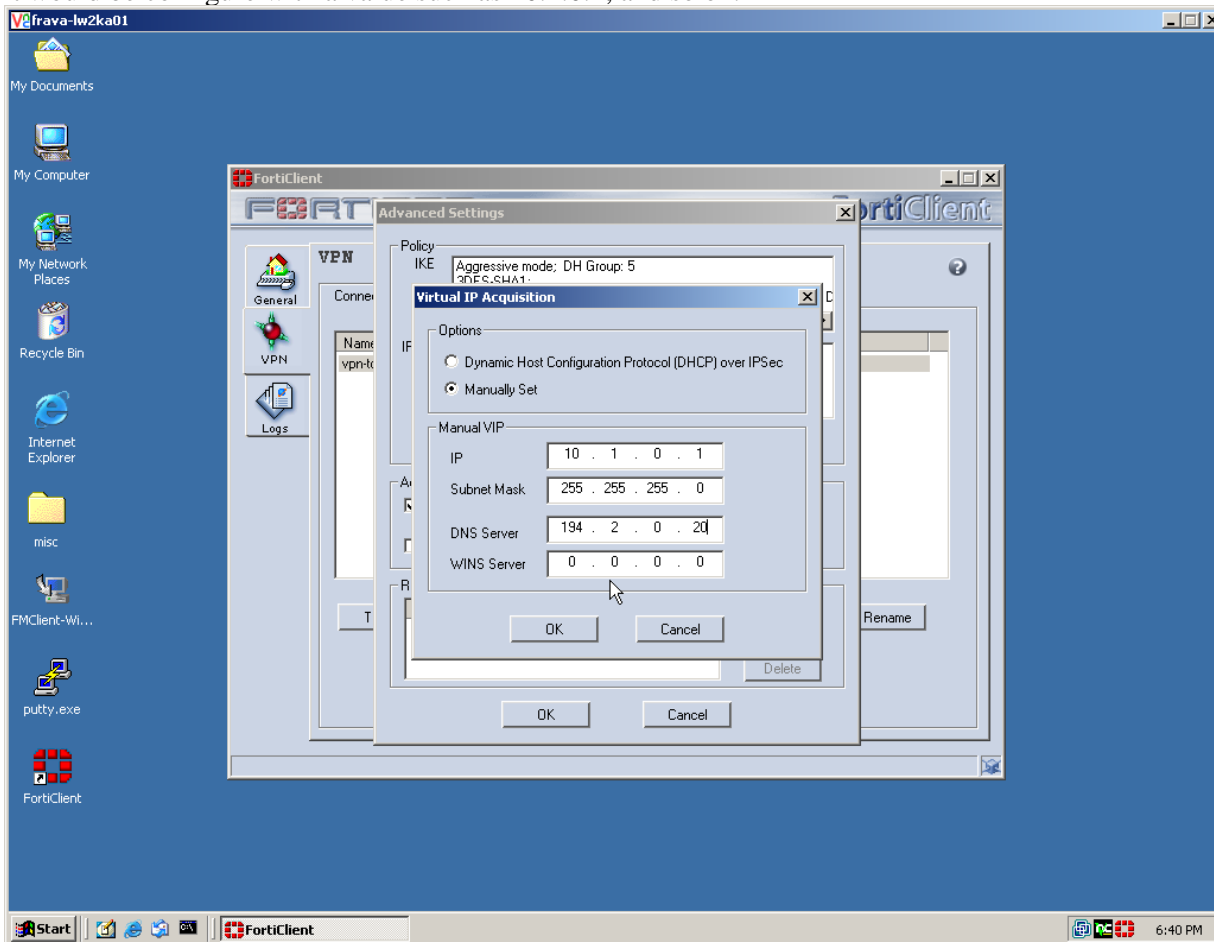 frava-lw2ka01
My Documents
My Computer
My Network
Places
Recycle Bin
Internet
Explorer
misc
FMClient-Wi...
putty.exe
FortiClient
FortiClient
FortiClient
General
VPN
Logs
VPN
Name
Rename
Advanced Settings
Policy
IKE
Aggressive mode; DH Group: 5
3DES-SHA1;
Delete
OK
Cancel
Virtual IP Acquisition
Options
Dynamic Host Configuration Protocol (DHCP) over IPSec
Manually Set
Manual VIP
IP
10 . 1 . 0 . 1
Subnet Mask
255 . 255 . 255 . 0
DNS Server
194 . 2 . 0 . 20
WINS Server
0 . 0 . 0 . 0
OK
Cancel
Start
FortiClient
6:40 PM